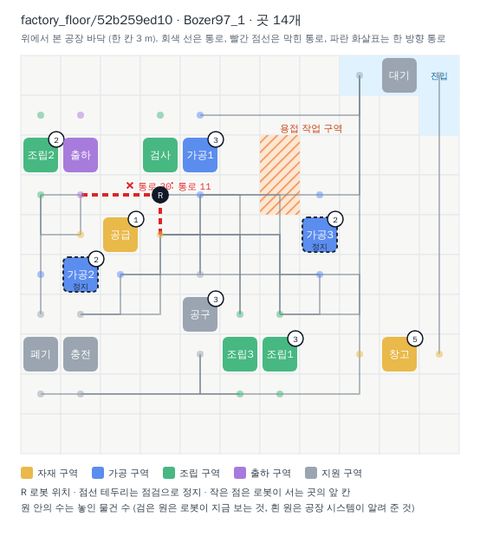 factory_floor/52b259ed10 · Bozer97_1 · 곳 14개
위에서 본 공장 바닥 (한 칸 3 m). 회색 선은 통로, 빨간 점선은 막힌 통로, 파란 화살표는 한 방향 통로
대기
용접 작업 구역
2
3
조립2
출하
검사
가공1
통로 11
R
1
2
공급
가공3
정지
2
가공2
정지
3
공구
3
5
폐기
충전
조립3
조립1
창고
자재 구역
가공 구역
조립 구역
출하 구역
지원 구역
R 로봇 위치 · 점선 테두리는 점검으로 정지 · 작은 점은 로봇이 서는 곳의 앞 칸
원 안의 수는 놓인 물건 수 (검은 원은 로봇이 지금 보는 것, 흰 원은 공장 시스템이 알려 준 것)